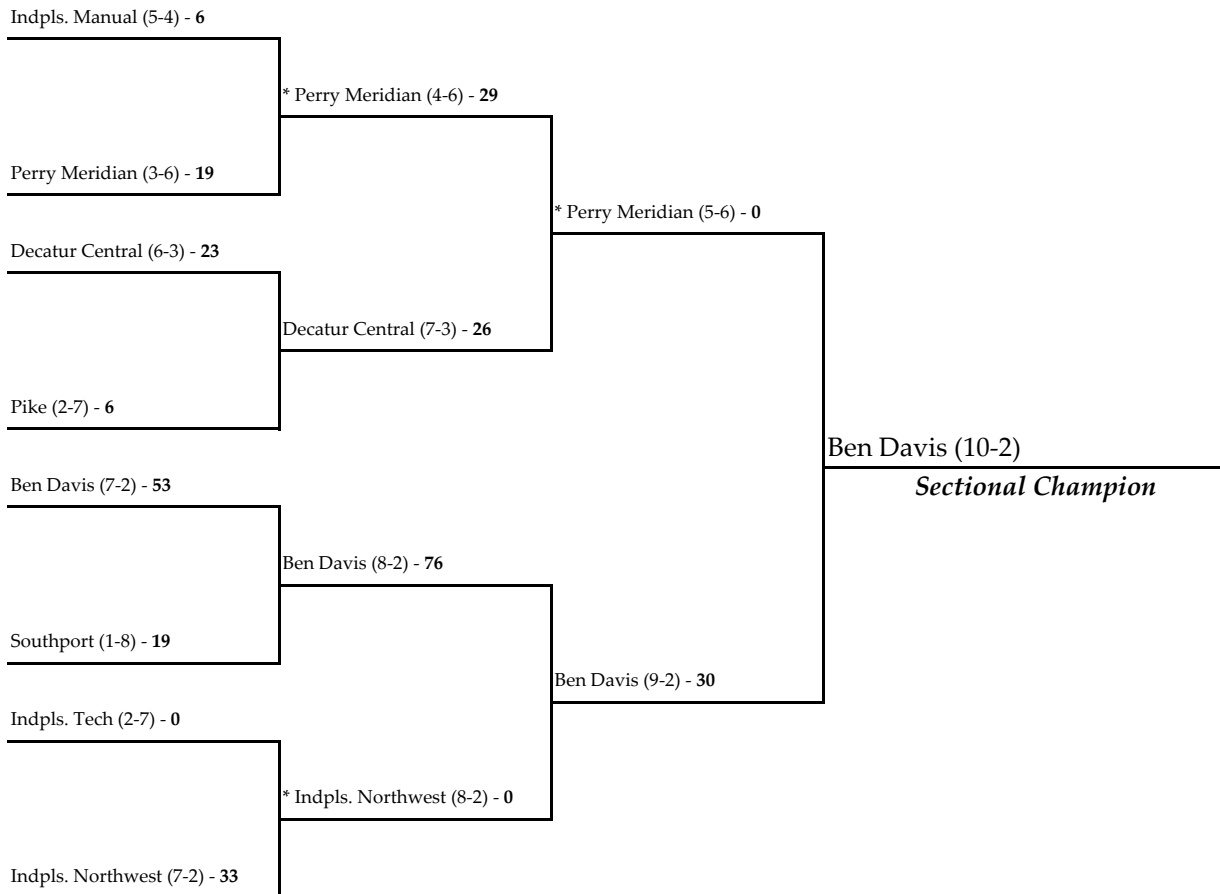 Indpls. Manual (5-4) - 6
* Perry Meridian (4-6) - 29
Perry Meridian (3-6) - 19
* Perry Meridian (5-6) - 0
Decatur Central (6-3) - 23
Decatur Central (7-3) - 26
Pike (2-7) - 6
Ben Davis (10-2)
Sectional Champion
Ben Davis (7-2) - 53
Ben Davis (8-2) - 76
Southport (1-8) - 19
Ben Davis (9-2) - 30
Indpls. Tech (2-7) - 0
* Indpls. Northwest (8-2) - 0
Indpls. Northwest (7-2) - 33